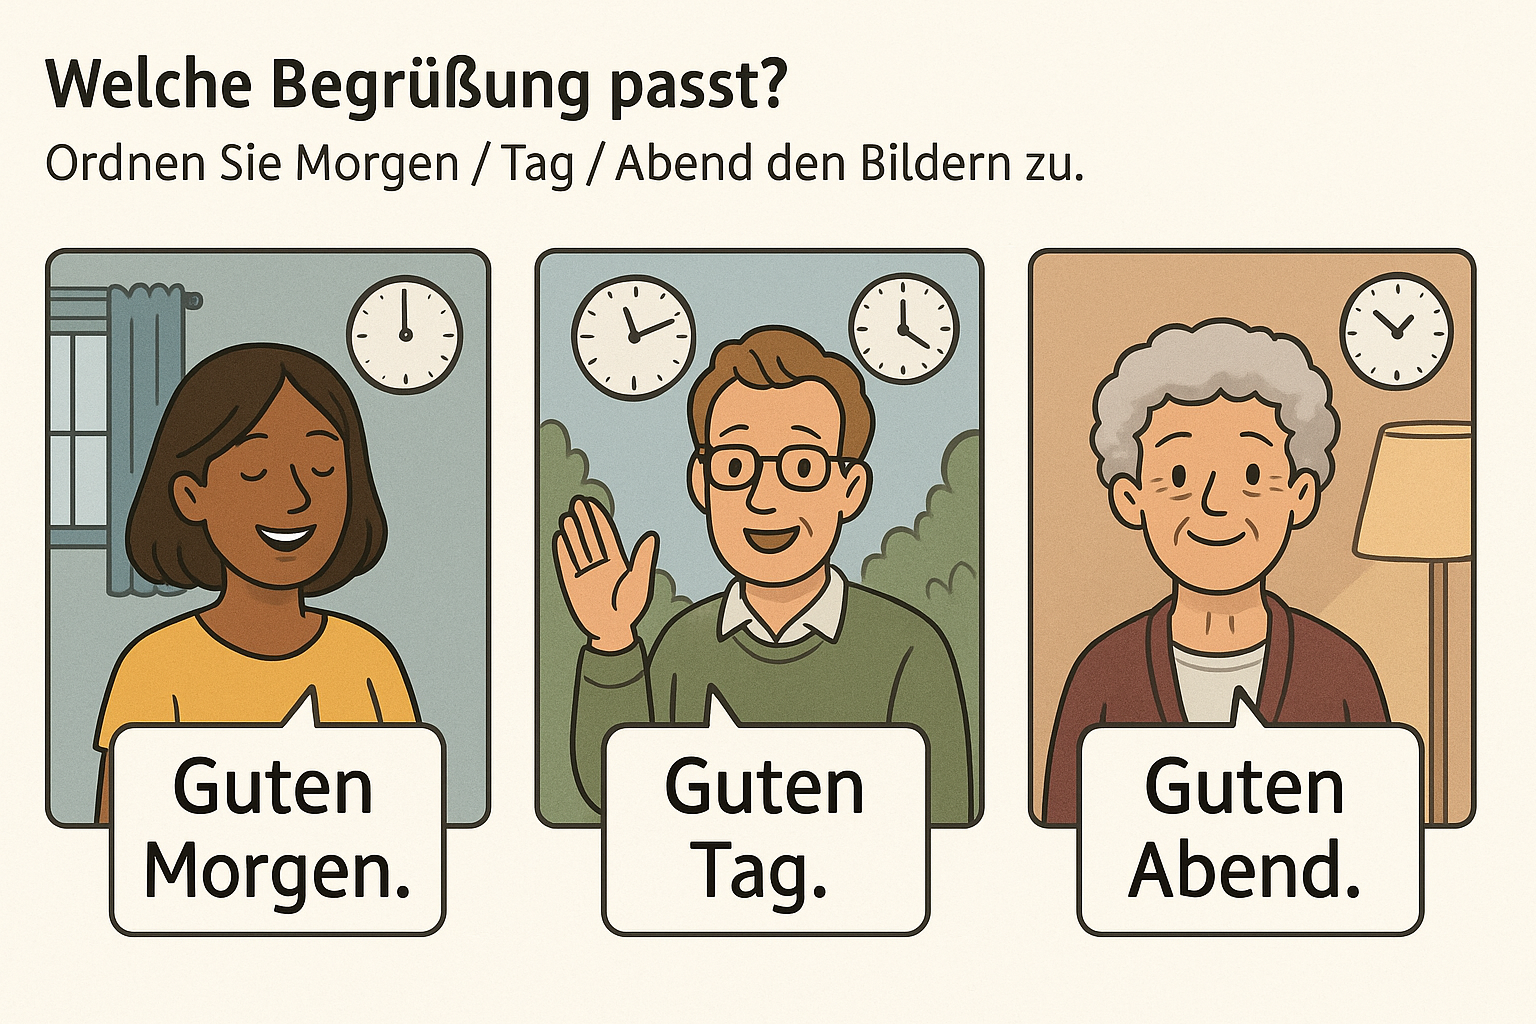 Welche Begrüßung passt?
Ordnen Sie Morgen / Tag / Abend den Bildern zu.
Guten
Morgen.
Guten
Tag.
Guten
Abend.